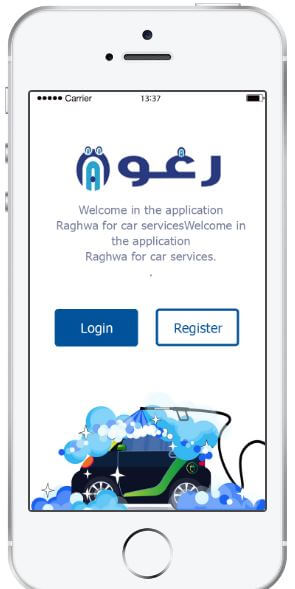 Carrier
13:37
رغوة
Welcome in the application
Raghwa for car servicesWelcome in
the application
Raghwa for car services.
.
Login
Register